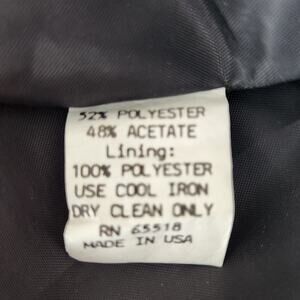 52% POLYESTER
48% ACETATE
Lining:
100% POLYESTER
USE COOL IRON
DRY CLEAN ONLY
RN 65518
MADE IN USA